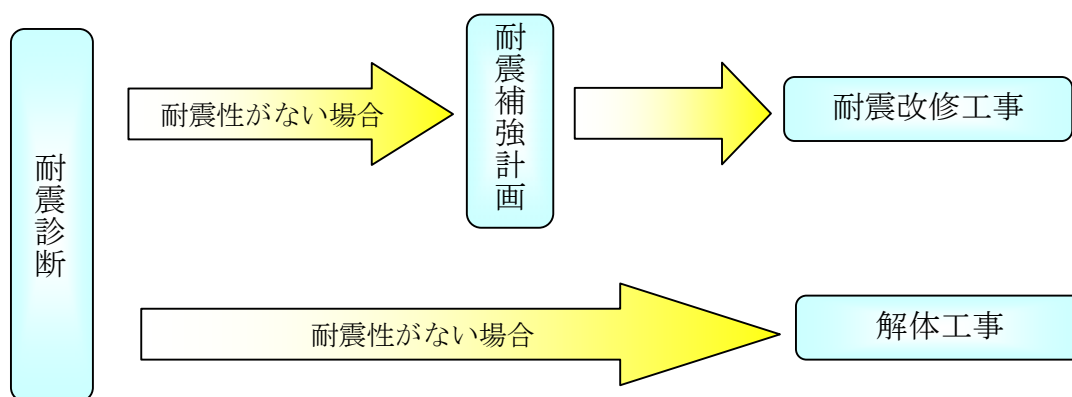 耐震診断
耐震性がない場合
耐震補強計画
耐震改修工事
耐震性がない場合
解体工事